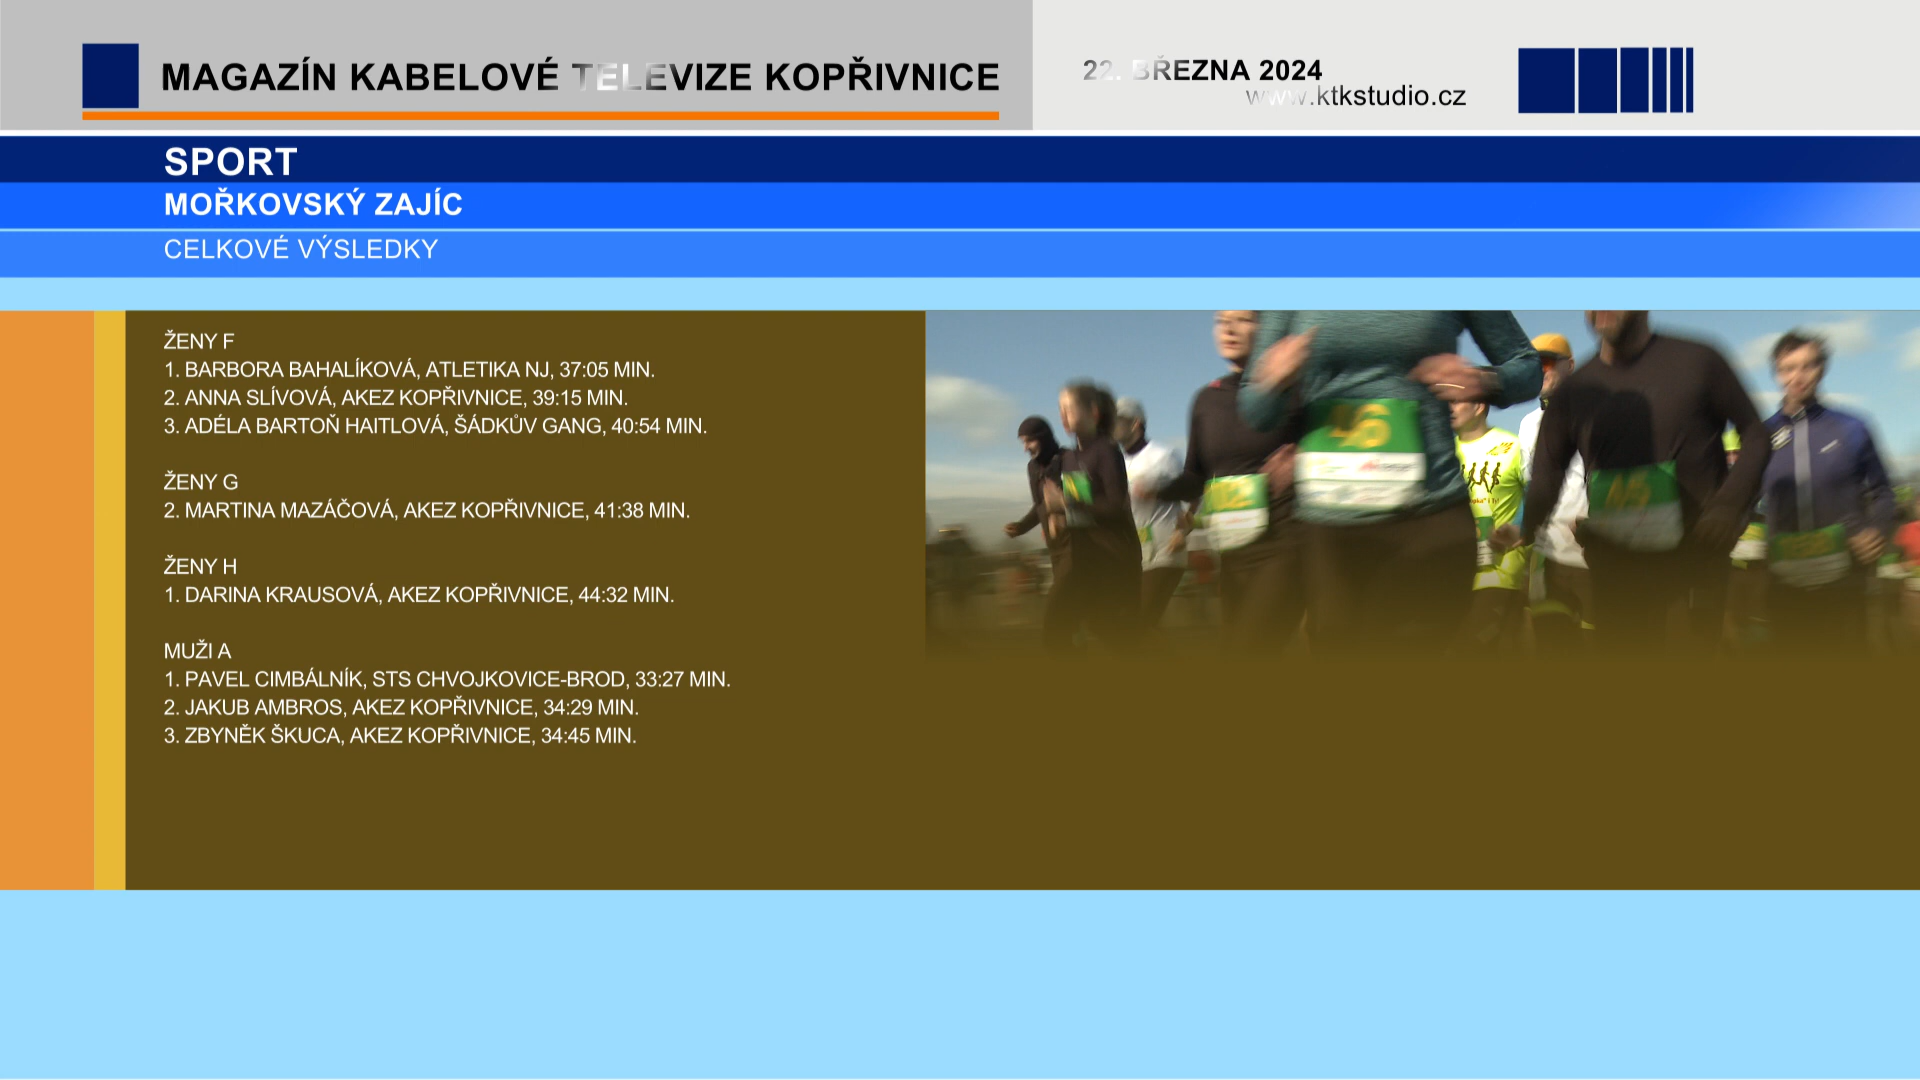 MAGAZÍN KABELOVÉ TELEVIZE KOPŘIVNICE
22. BŘEZNA 2024
www.ktkstudio.cz
SPORT
MOŘKOVSKÝ ZAJÍC
CELKOVÉ VÝSLEDKY
ŽENY F
1. BARBORA BAHALÍKOVÁ, ATLETIKA NJ, 37:05 MIN.
2. ANNA SLÍVOVÁ, AKEZ KOPŘIVNICE, 39:15 MIN.
3. ADÉLA BARTOŇ HAITLOVÁ, ŠÁDKŮV GANG, 40:54 MIN.
ŽENY G
2. MARTINA MAZÁČOVÁ, AKEZ KOPŘIVNICE, 41:38 MIN.
ŽENY H
1. DARINA KRAUSOVÁ, AKEZ KOPŘIVNICE, 44:32 MIN.
MUŽI A
1. PAVEL CIMBÁLNÍK, STS CHVOJKOVICE-BROD, 33:27 MIN.
2. JAKUB AMBROS, AKEZ KOPŘIVNICE, 34:29 MIN.
3. ZBYNĚK ŠKUCA, AKEZ KOPŘIVNICE, 34:45 MIN.
46